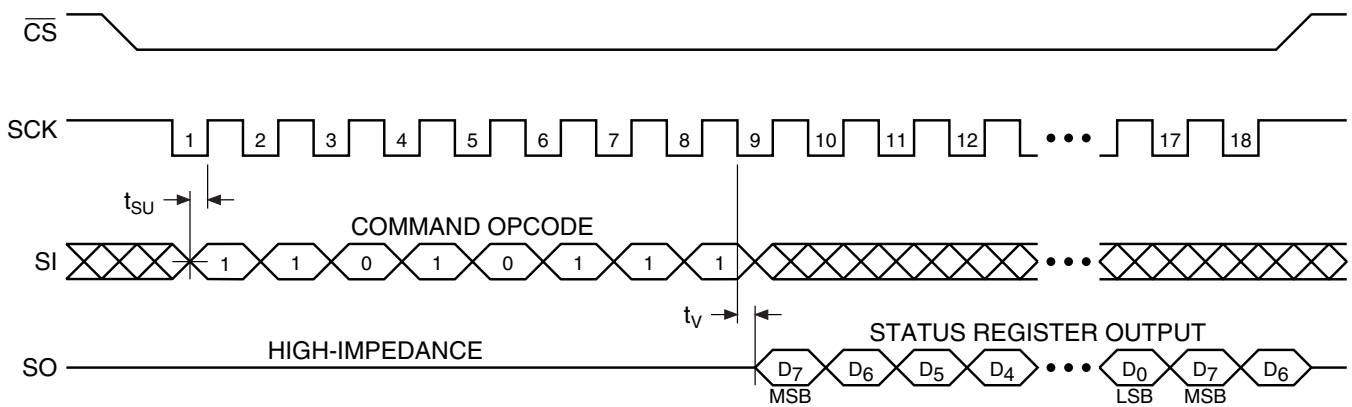 CS
SCK 1 2 3 4 5 6 7 8 9 10 11 12 ••• 17 18
tSU
COMMAND OPCODE
SI 1 1 0 1 0 1 1 1 •••
tV
HIGH-IMPEDANCE STATUS REGISTER OUTPUT
SO D7 D6 D5 D4 ••• D0 D7 D6
MSB LSB MSB